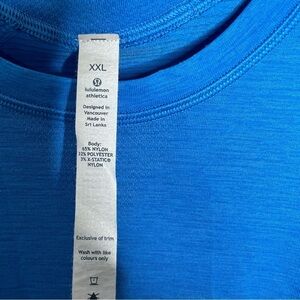 XXL
lululemon
athletica
Designed in
Vancouver
Made in
Sri Lanka
Body:
65% NYLON
32% POLYESTER
3% X-STATIC®
NYLON
Exclusive of trim
Wash with like
colours only